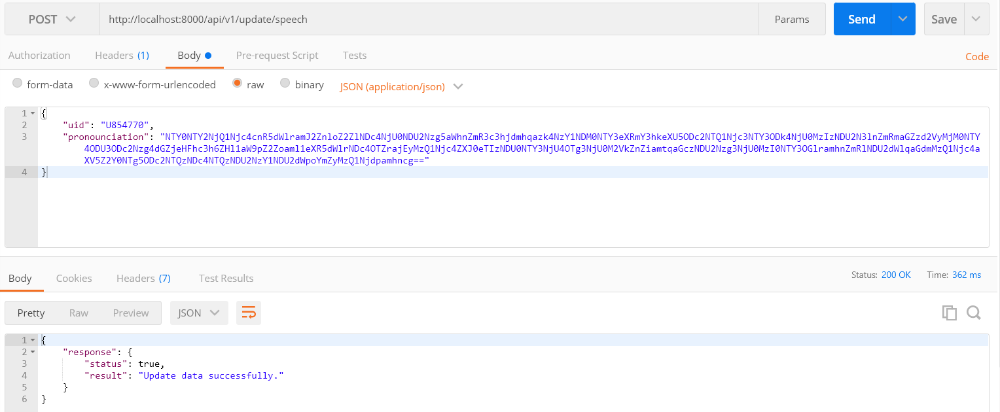 POST http://localhost:8000/api/v1/update/speech Params Send Save
Authorization Headers (1) Body Pre-request Script Tests Code
form-data x-www-form-urlencoded raw binary JSON (application/json)
1 {
2 "uid": "U854770",
3 "pronounciation": "NTY0NTY2NjQ1Njc4cnR5dWlramJ2ZnloZ2ZlNDc4NjU0NDU2Nzg5aWhnZmR3c3hjdmhqazk4NzY1NDM0NTY3eXRmY3hkeXU5ODc2NTQ1Njc3NTY3ODk4NjU0MzIzNDU2N3lnZmRmaGZzd2VyMjM0NTY
4ODU3ODc2Nzg4dGZjeHFhc3h6ZHl1aW9pZ2Zoaml1eXR5dWlrNDc4OTZrajEyMzQ1Njc4ZXJ0eTIzNDU0NTY3NjU4OTg3NjU0M2VkZnZiamtqaGczNDU2Nzg3NjU0MzI0NTY3OGlramhnZmRlNDU2dWlqaGdmMzQ1Njc4a
XV5Z2Y0NTg5ODc2NTQzNDc4NTQzNDU2NzY1NDU2dWpoYmZyMzQ1Njdpamhncg=="
4 }
Body Cookies Headers (7) Test Results Status: 200 OK Time: 362 ms
Pretty Raw Preview JSON
1 {
2 "response": {
3 "status": true,
4 "result": "Update data successfully."
5 }
6 }